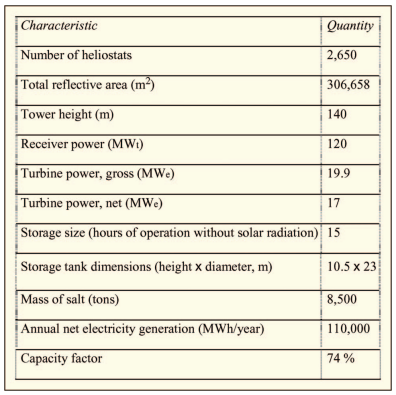 Characteristic Quantity
Number of heliostats 2,650
Total reflective area (m²) 306,658
Tower height (m) 140
Receiver power (MWt) 120
Turbine power, gross (MWe) 19.9
Turbine power, net (MWe) 17
Storage size (hours of operation without solar radiation) 15
Storage tank dimensions (height x diameter, m) 10.5 x 23
Mass of salt (tons) 8,500
Annual net electricity generation (MWh/year) 110,000
Capacity factor 74 %